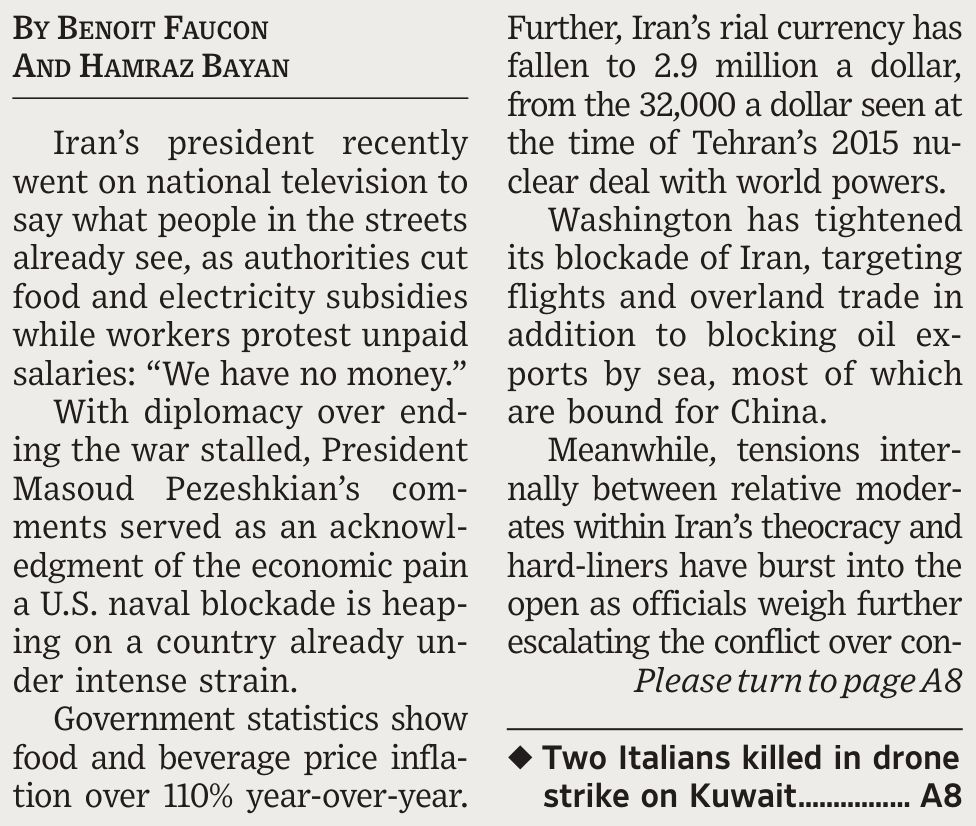 By Benoit Faucon
And Hamraz Bayan
Iran’s president recently
went on national television to
say what people in the streets
already see, as authorities cut
food and electricity subsidies
while workers protest unpaid
salaries: “We have no money.”
With diplomacy over end-
ing the war stalled, President
Masoud Pezeshkian’s com-
ments served as an acknowl-
edgment of the economic pain
a U.S. naval blockade is heap-
ing on a country already un-
der intense strain.
Government statistics show
food and beverage price infla-
tion over 110% year-over-year.
Further, Iran’s rial currency has
fallen to 2.9 million a dollar,
from the 32,000 a dollar seen at
the time of Tehran’s 2015 nu-
clear deal with world powers.
Washington has tightened
its blockade of Iran, targeting
flights and overland trade in
addition to blocking oil ex-
ports by sea, most of which
are bound for China.
Meanwhile, tensions inter-
nally between relative moder-
ates within Iran’s theocracy and
hard-liners have burst into the
open as officials weigh further
escalating the conflict over con-
Please turn to page A8
◆ Two Italians killed in drone
strike on Kuwait................ A8